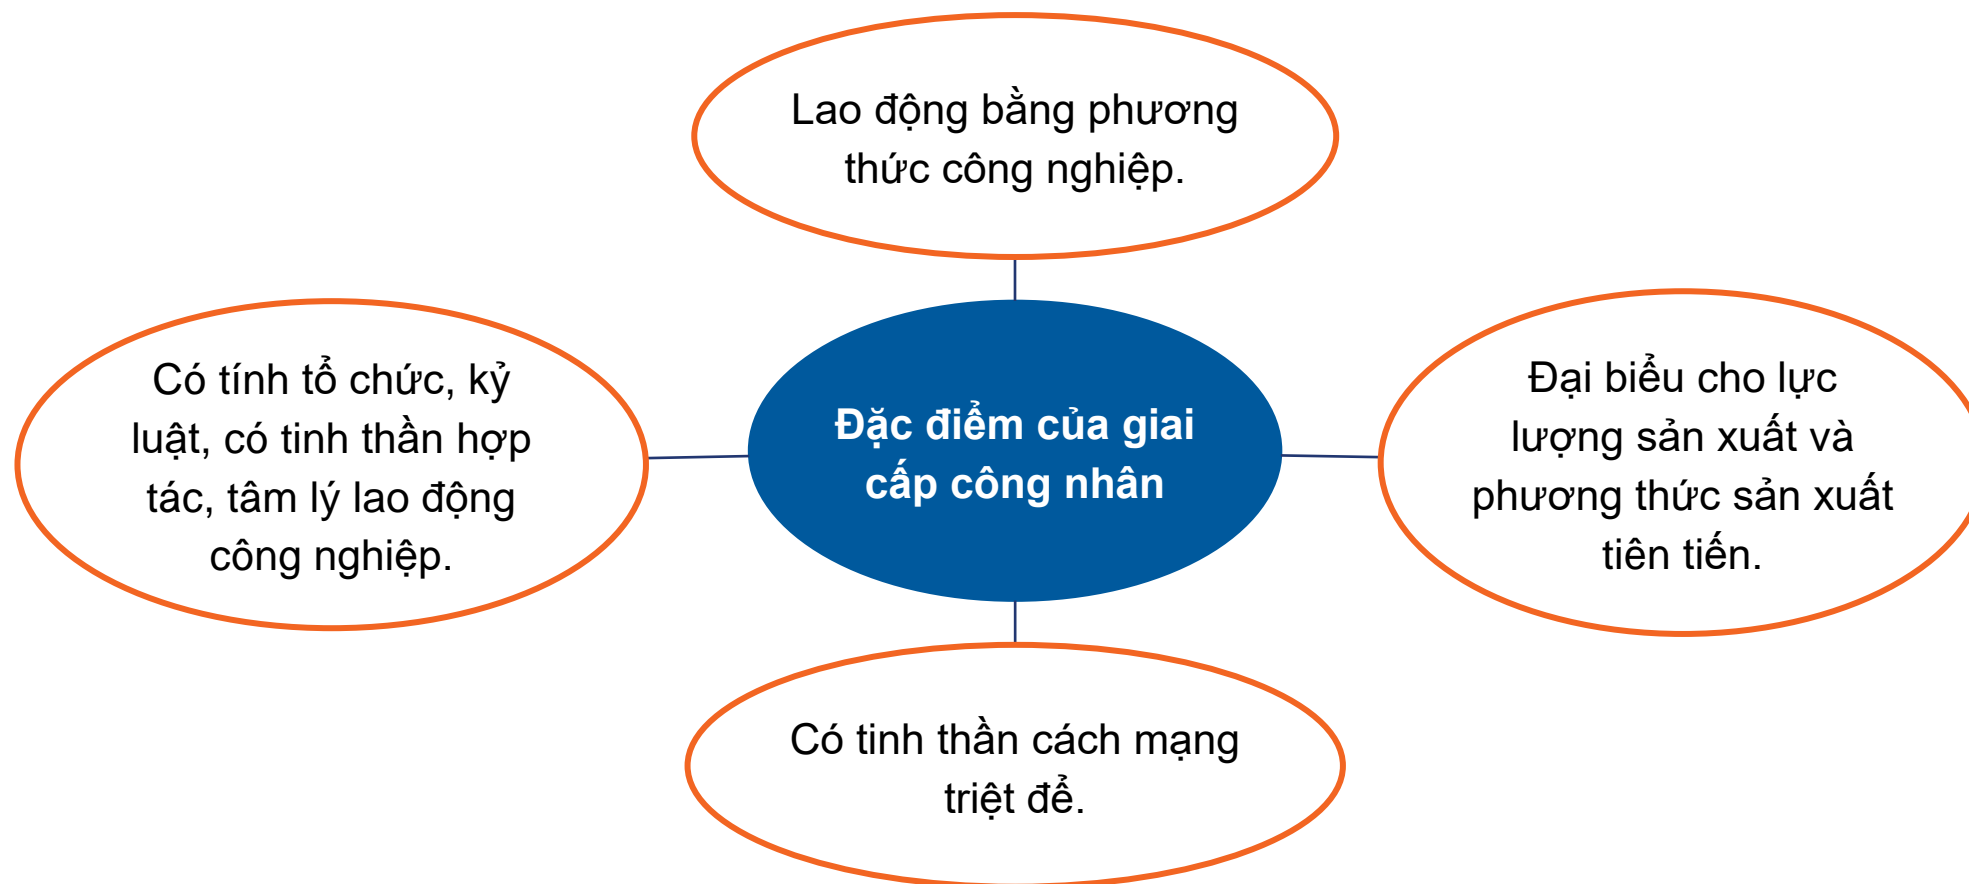 Lao động bằng phương
thức công nghiệp.
Có tính tổ chức, kỷ
luật, có tinh thần hợp
tác, tâm lý lao động
công nghiệp.
Đặc điểm của giai
cấp công nhân
Đại biểu cho lực
lượng sản xuất và
phương thức sản xuất
tiên tiến.
Có tinh thần cách mạng
triệt để.